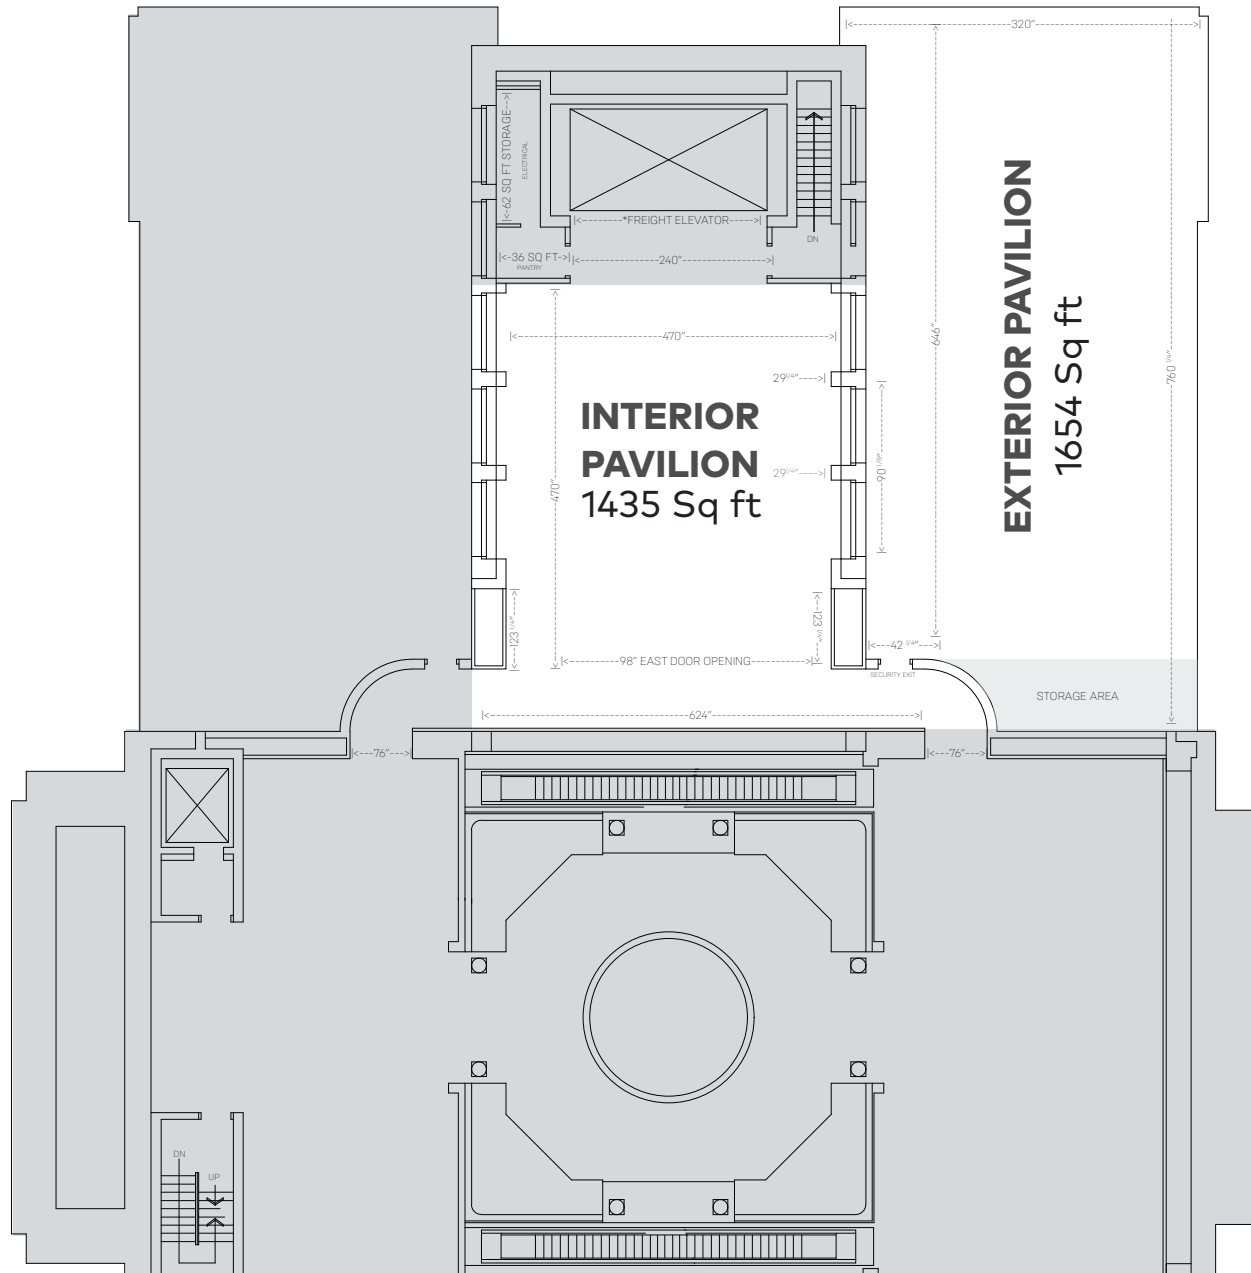 320"
62 SQ FT STORAGE
ELECTRICAL
*FREIGHT ELEVATOR
DN
36 SQ FT
PANTRY
240"
470"
29 1/4"
INTERIOR
PAVILION
1435 Sq ft
29 1/4"
470"
90 1/8"
646"
EXTERIOR PAVILION
1654 Sq ft
760 1/4"
123 1/4"
123 1/4"
98" EAST DOOR OPENING
42 1/4"
SECURITY EXIT
STORAGE AREA
624"
76"
76"
DN
UP